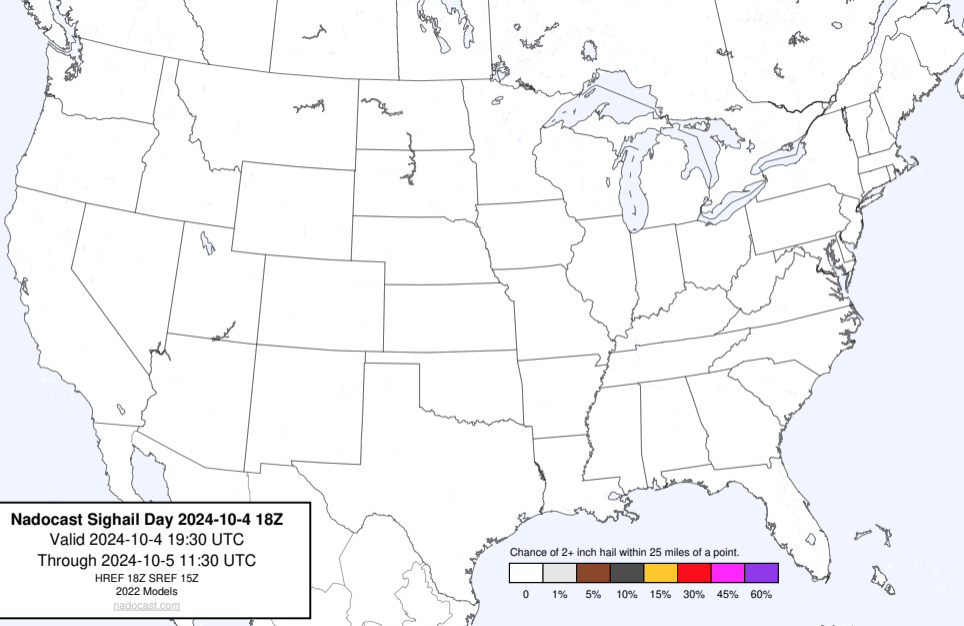 Nadocast Sighail Day 2024-10-4 18Z
Valid 2024-10-4 19:30 UTC
Through 2024-10-5 11:30 UTC
HREF 18Z SREF 15Z
2022 Models
nadocast.com
Chance of 2+ inch hail within 25 miles of a point.
0 1% 5% 10% 15% 30% 45% 60%